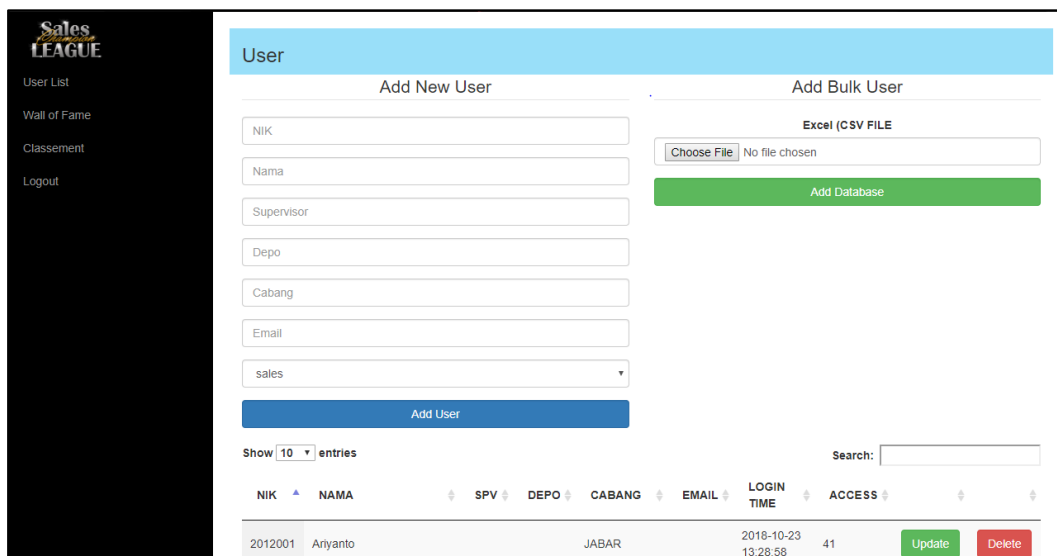 Sales
Champion
LEAGUE
User List
Wall of Fame
Classement
Logout
User
Add New User
NIK
Nama
Supervisor
Depo
Cabang
Email
sales
Add User
Add Bulk User
Excel (CSV FILE
Choose File No file chosen
Add Database
Show 10 entries
Search:
NIK NAMA SPV DEPO CABANG EMAIL LOGIN TIME ACCESS
2012001 Ariyanto JABAR 2018-10-23 13:28:58 41 Update Delete